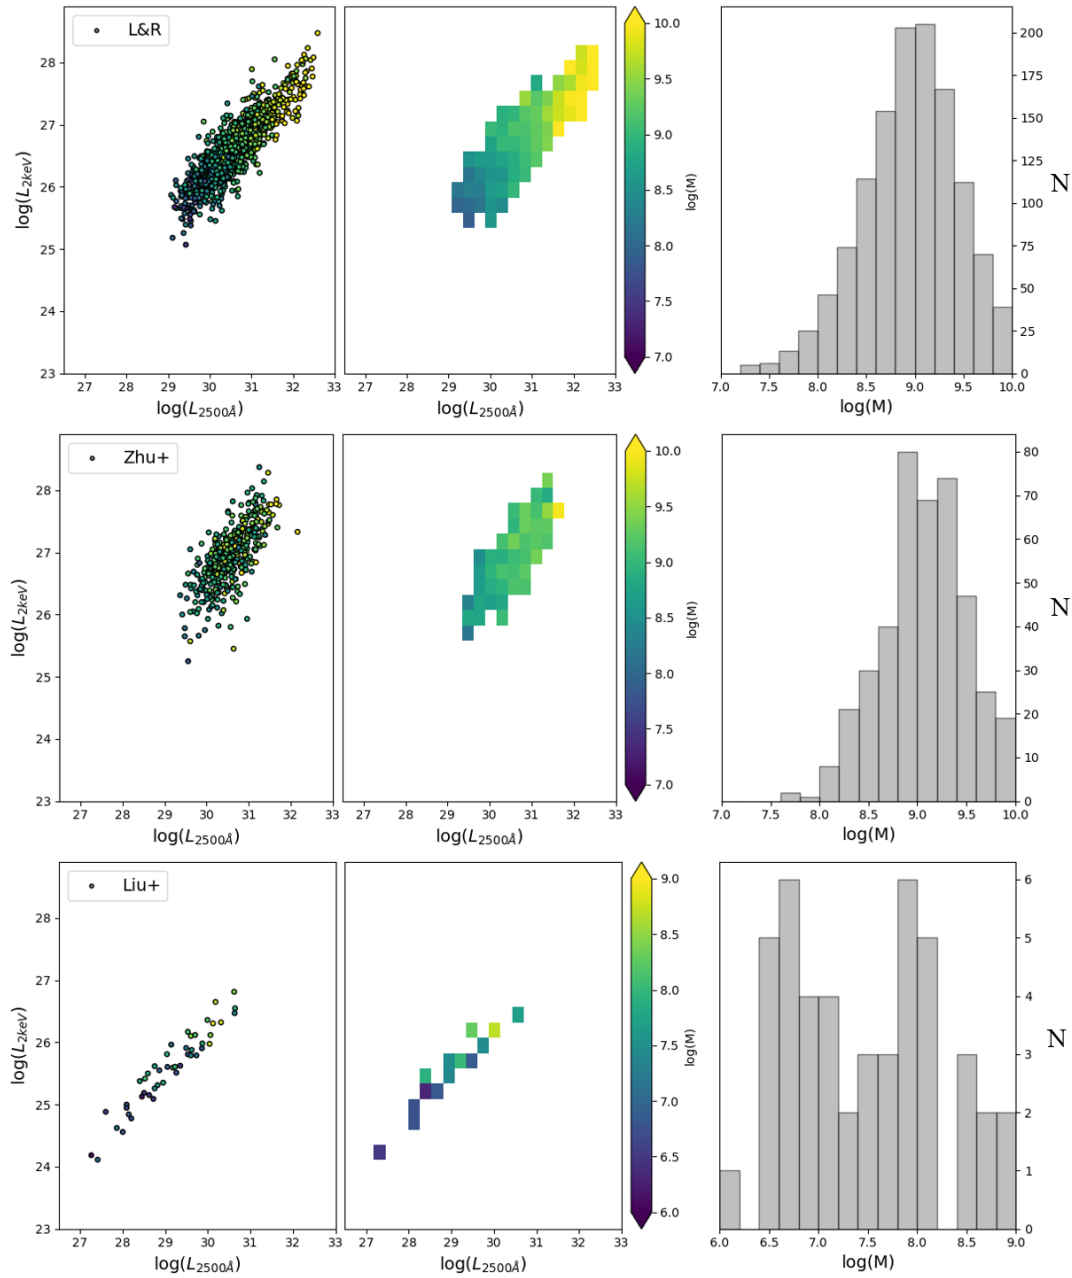 L&R
28
27
26
25
24
23
log(L2keV)
27 28 29 30 31 32 33
log(L2500Å)
27 28 29 30 31 32 33
log(L2500Å)
10.0
9.5
9.0
8.5
8.0
7.5
7.0
log(M)
200
175
150
125
100
75
50
25
0
N
7.0 7.5 8.0 8.5 9.0 9.5 10.0
log(M)
Zhu+
28
27
26
25
24
23
log(L2keV)
27 28 29 30 31 32 33
log(L2500Å)
27 28 29 30 31 32 33
log(L2500Å)
10.0
9.5
9.0
8.5
8.0
7.5
7.0
log(M)
80
70
60
50
40
30
20
10
0
N
7.0 7.5 8.0 8.5 9.0 9.5 10.0
log(M)
Liu+
28
27
26
25
24
23
log(L2keV)
27 28 29 30 31 32 33
log(L2500Å)
27 28 29 30 31 32 33
log(L2500Å)
9.0
8.5
8.0
7.5
7.0
6.5
6.0
log(M)
6
5
4
3
2
1
0
N
6.0 6.5 7.0 7.5 8.0 8.5 9.0
log(M)